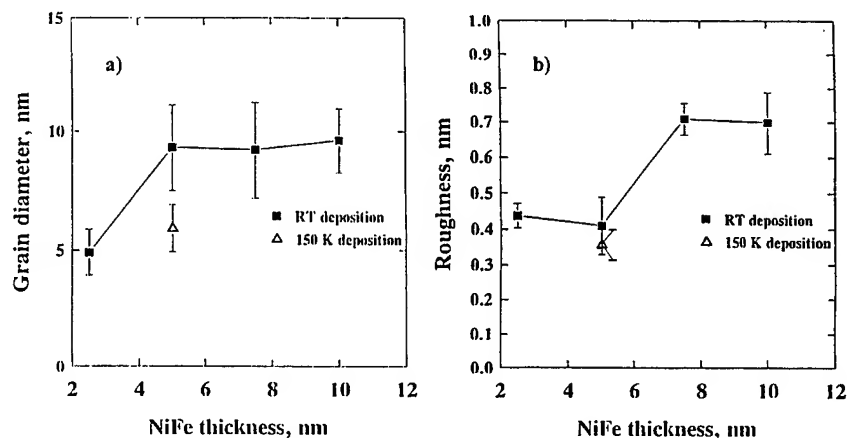 15
a)
10
Grain diameter, nm
RT deposition
150 K deposition
5
0
2 4 6 8 10 12
NiFe thickness, nm
1.0
b)
0.9
0.8
0.7
0.6
Roughness, nm
0.5
RT deposition
0.4
150 K deposition
0.3
0.2
0.1
0.0
2 4 6 8 10 12
NiFe thickness, nm